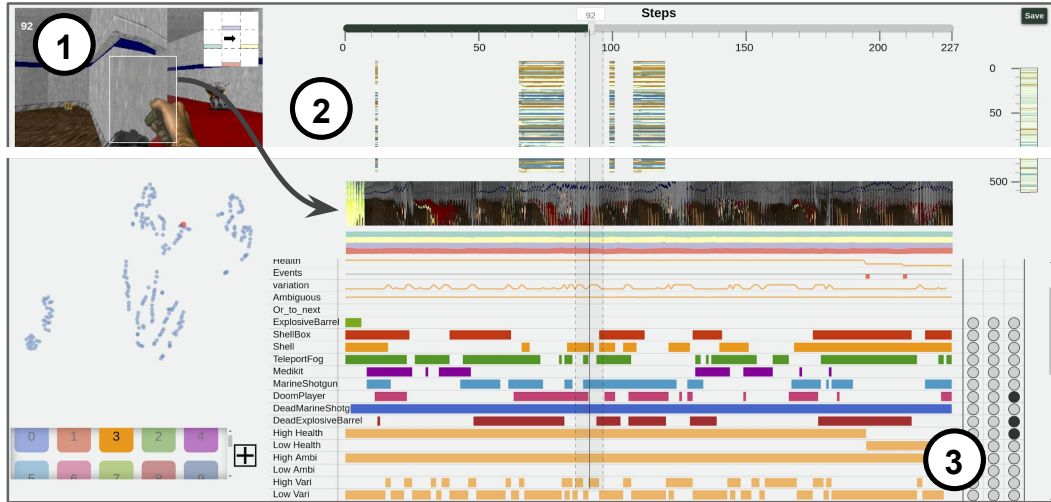 92
1
92
Steps
Save
0
50
100
150
200
227
2
0
50
500
Health
Events
variation
Ambiguous
Or_to_next
ExplosiveBarrel
ShellBox
Shell
TeleportFog
Medikit
MarineShotgun
DoomPlayer
DeadMarineShotg
DeadExplosiveBarrel
High Health
Low Health
High Ambi
Low Ambi
High Vari
Low Vari
0
1
3
2
4
5
6
7
8
9
3